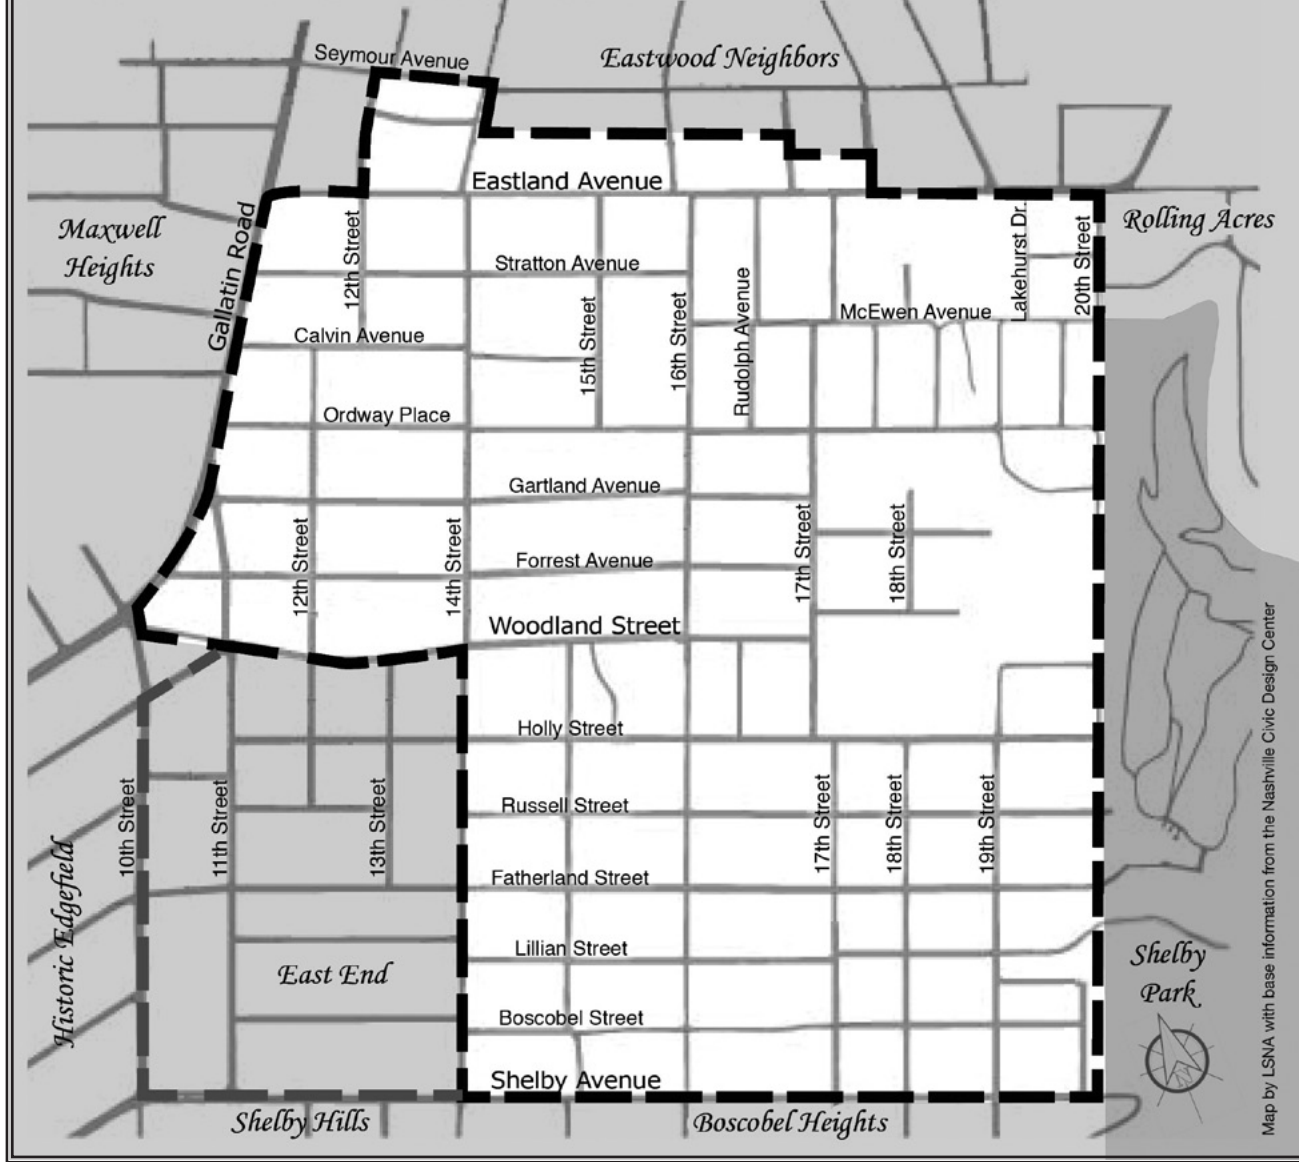 Seymour Avenue
Eastwood Neighbors
Eastland Avenue
Maxwell
Heights
Gallatin Road
12th Street
Stratton Avenue
15th Street
16th Street
Rudolph Avenue
McEwen Avenue
Lakehurst Dr.
20th Street
Rolling Acres
Calvin Avenue
Ordway Place
Gartland Avenue
12th Street
14th Street
Forrest Avenue
17th Street
18th Street
Woodland Street
Holly Street
10th Street
11th Street
13th Street
Russell Street
17th Street
18th Street
19th Street
Historic Edgefield
Fatherland Street
East End
Lillian Street
Shelby
Park
Boscobel Street
Shelby Avenue
Shelby Hills
Boscobel Heights
Map by LSNA with base information from the Nashville Civic Design Center